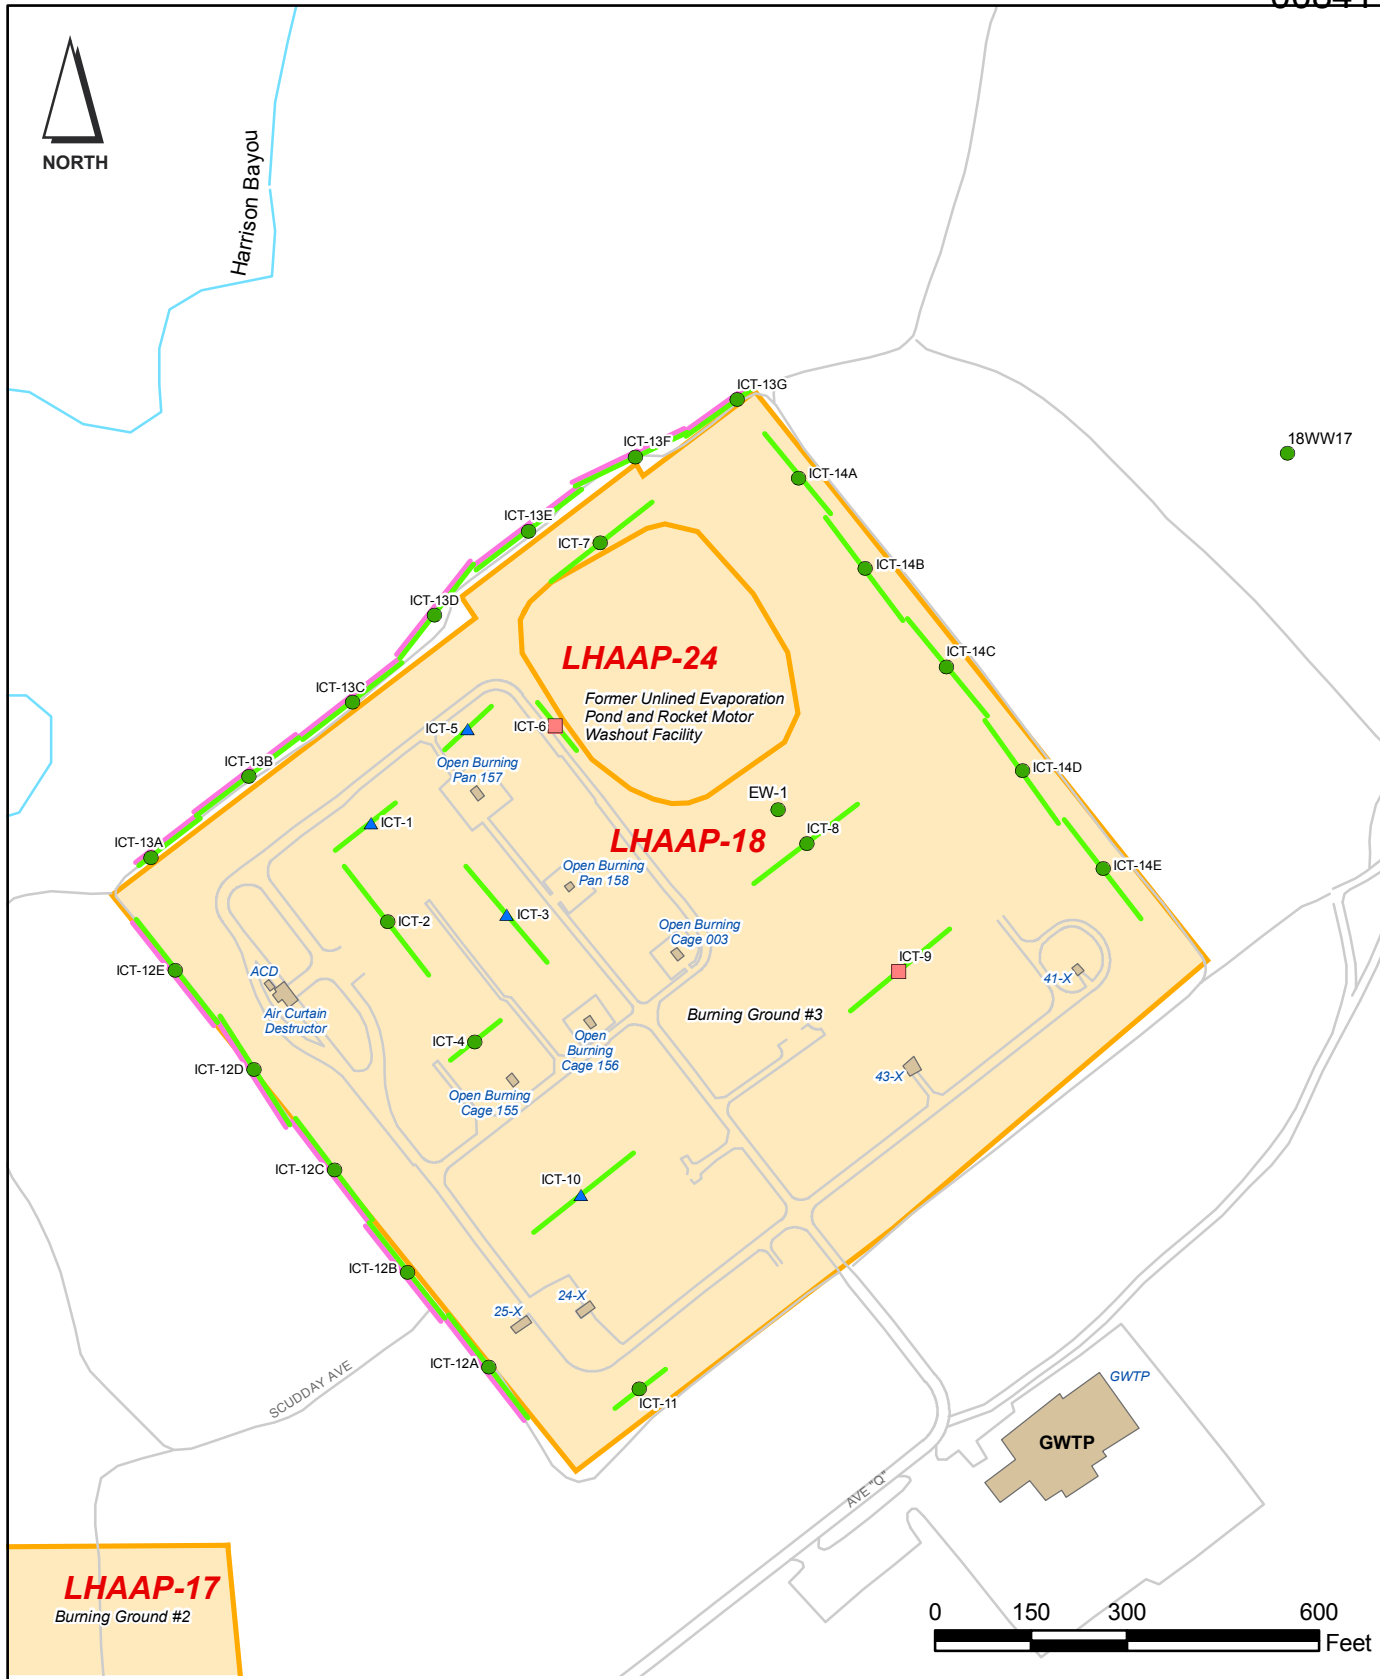 NORTH
Harrison Bayou
ICT-13G
ICT-13F
18WW17
ICT-14A
ICT-13E
ICT-7
ICT-14B
ICT-13D
LHAAP-24
ICT-14C
Former Unlined Evaporation
Pond and Rocket Motor
Washout Facility
ICT-13C
ICT-5
ICT-6
Open Burning
Pan 157
ICT-14D
ICT-13B
EW-1
ICT-1
ICT-8
LHAAP-18
ICT-13A
Open Burning
Pan 158
ICT-14E
ICT-2
ICT-3
Open Burning
Cage 003
ICT-9
ICT-12E
ACD
41-X
Air Curtain
Destructor
Burning Ground #3
ICT-4
Open
Burning
Cage 156
ICT-12D
43-X
Open Burning
Cage 155
ICT-12C
ICT-10
ICT-12B
24-X
25-X
ICT-12A
SCUDDAY AVE
ICT-11
GWTP
GWTP
AVE "Q"
LHAAP-17
Burning Ground #2
0 150 300 600
Feet